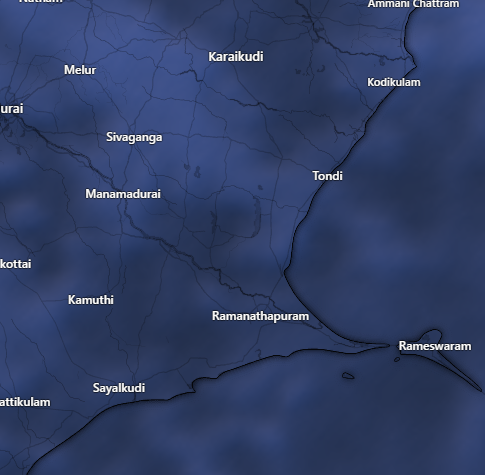 Ammani Chattram
Karaikudi
Melur
Kodikulam
urai
Sivaganga
Tondi
Manamadurai
kottai
Kamuthi
Ramanathapuram
Rameswaram
Sayalkudi
attikulam